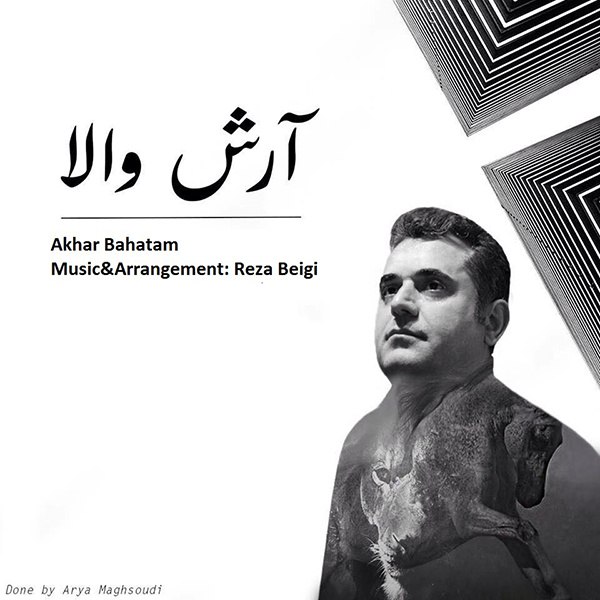 آرش والا
Akhar Bahatam
Music&Arrangement: Reza Beigi
Done by Arya Maghsoudi